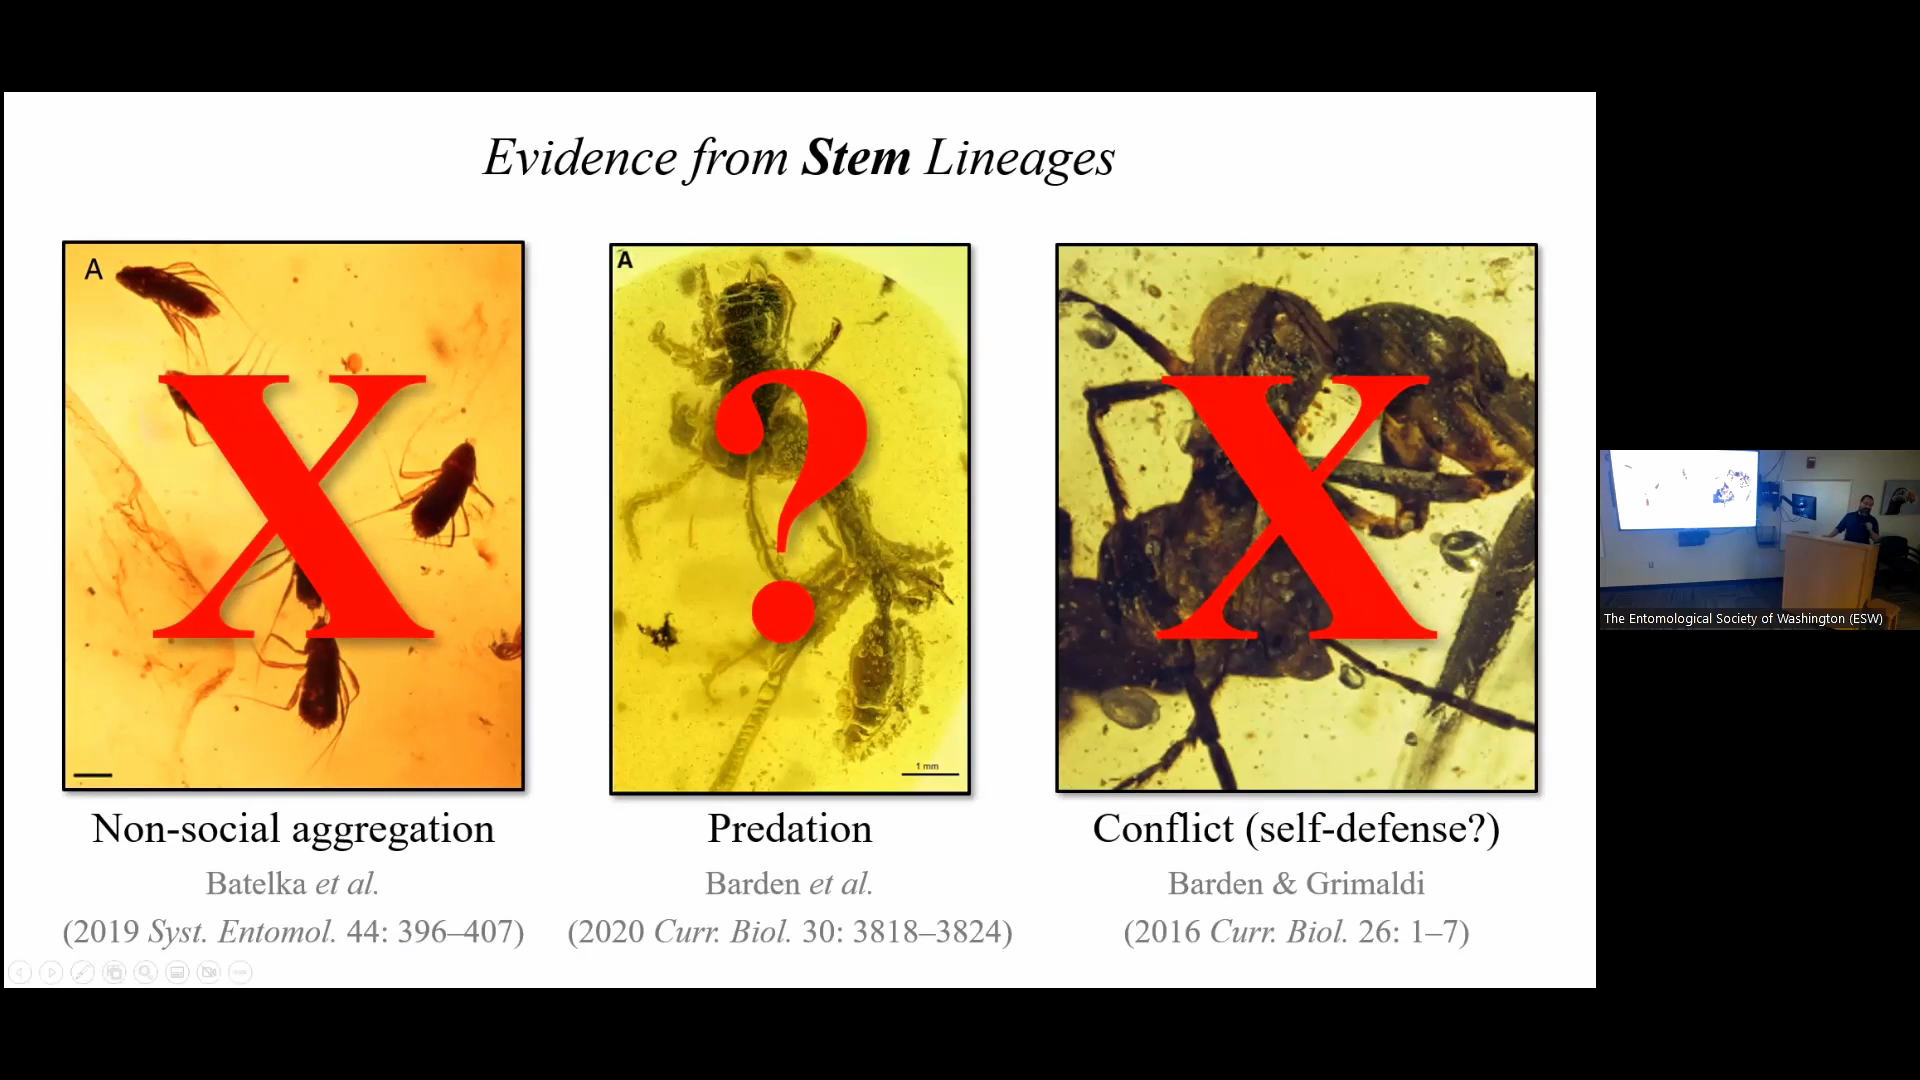 Evidence from Stem Lineages
A
A
1 mm
X
?
X
Non-social aggregation
Predation
Conflict (self-defense?)
Batelka et al.
Barden et al.
Barden & Grimaldi
(2019 Syst. Entomol. 44: 396–407)
(2020 Curr. Biol. 30: 3818–3824)
(2016 Curr. Biol. 26: 1–7)
The Entomological Society of Washington (ESW)